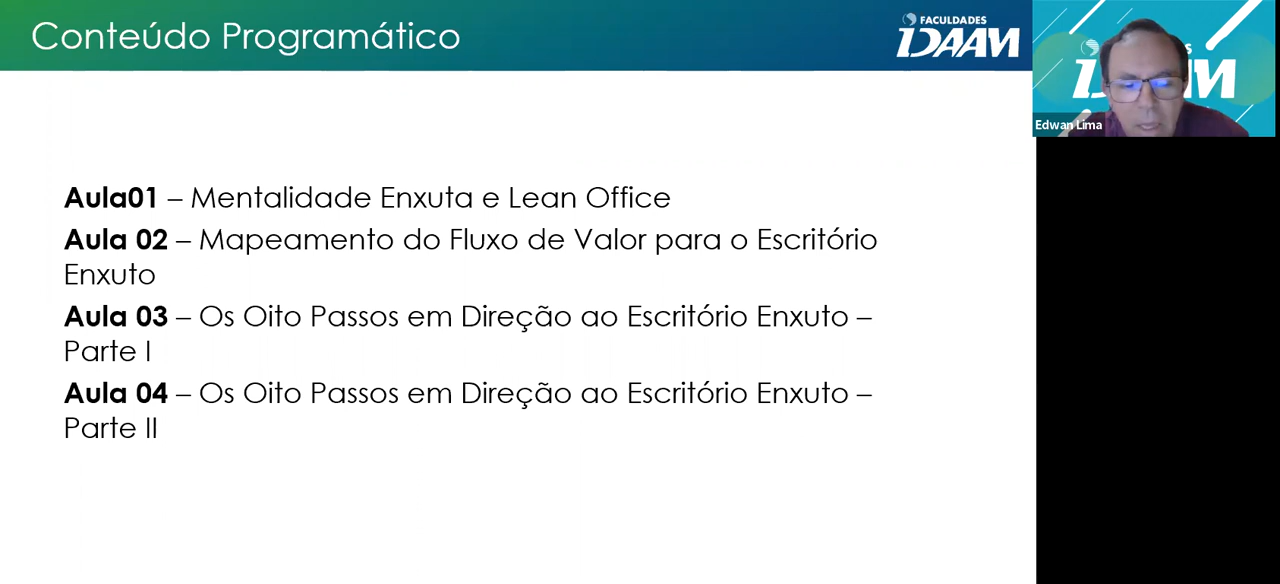 Conteúdo Programático
FACULDADES
IDAAM
Edwan Lima
Aula01 – Mentalidade Enxuta e Lean Office
Aula 02 – Mapeamento do Fluxo de Valor para o Escritório
Enxuto
Aula 03 – Os Oito Passos em Direção ao Escritório Enxuto –
Parte I
Aula 04 – Os Oito Passos em Direção ao Escritório Enxuto –
Parte II